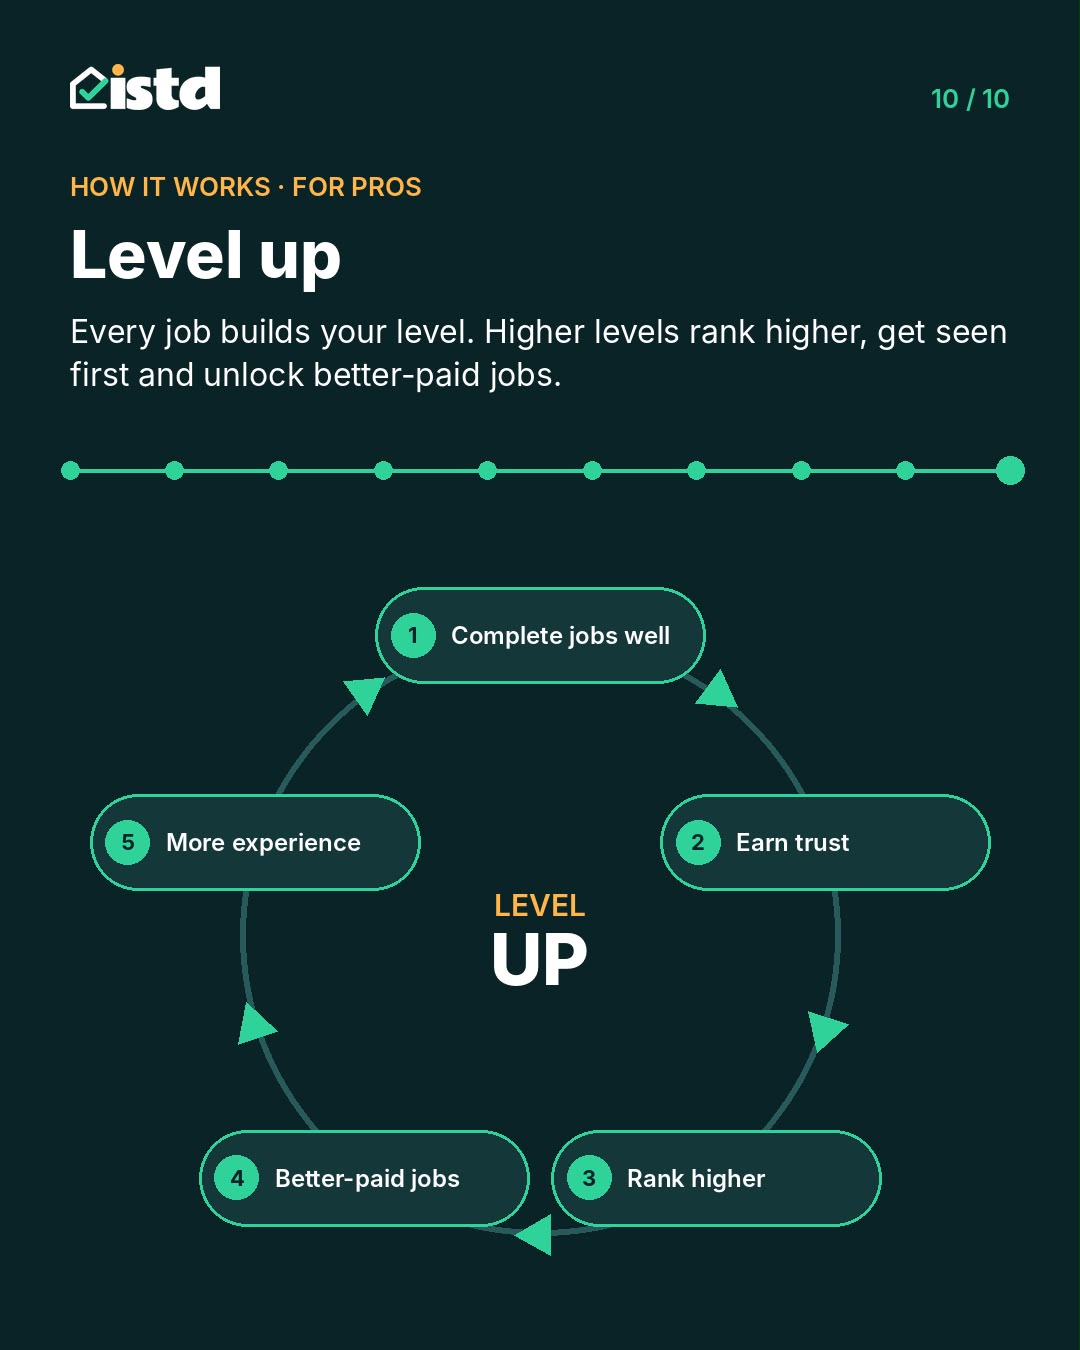 istd
10 / 10
HOW IT WORKS · FOR PROS
Level up
Every job builds your level. Higher levels rank higher, get seen
first and unlock better-paid jobs.
1 Complete jobs well
5 More experience
2 Earn trust
LEVEL
UP
4 Better-paid jobs
3 Rank higher